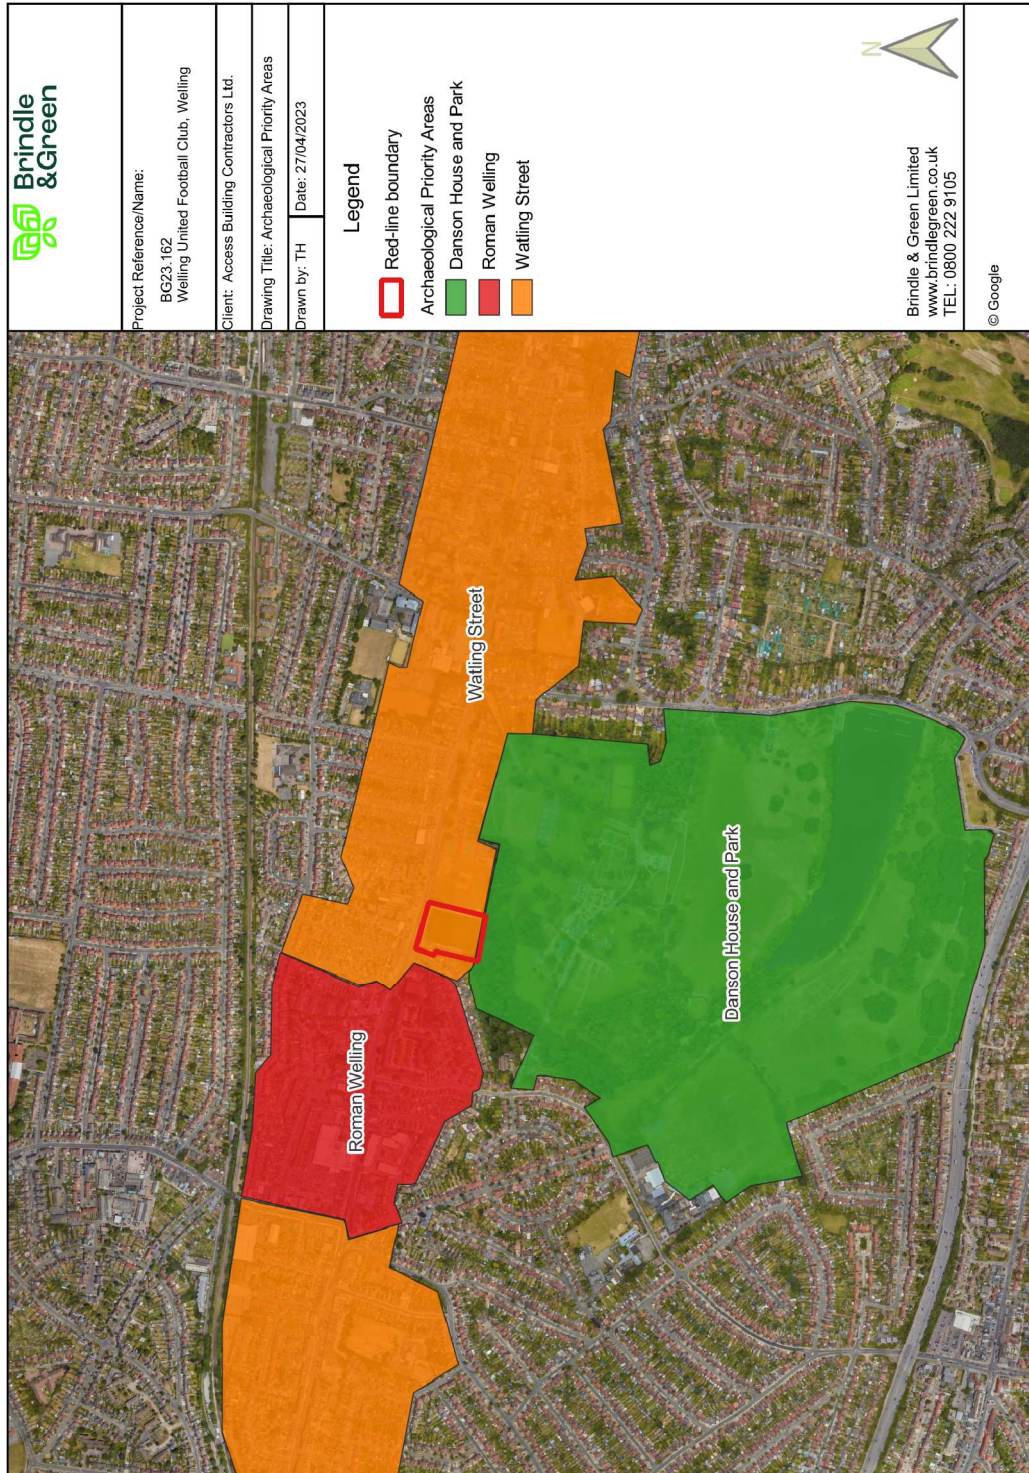 Brindle
&Green
Project Reference/Name:
BG23.162
Welling United Football Club, Welling
Client: Access Building Contractors Ltd.
Drawing Title: Archaeological Priority Areas
Drawn by: TH
Date: 27/04/2023
Legend
Red-line boundary
Archaeological Priority Areas
Danson House and Park
Roman Welling
Watling Street
N
Brindle & Green Limited
www.brindlegreen.co.uk
TEL: 0800 222 9105
© Google
Watling Street
Roman Welling
Danson House and Park